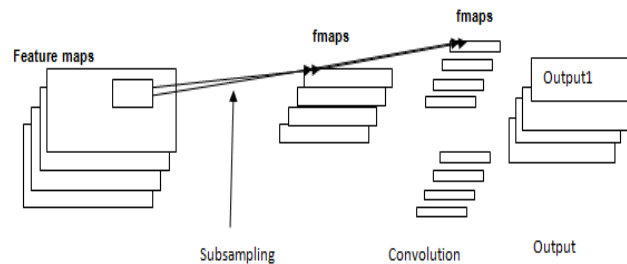 fmaps
fmaps
Feature maps
Output1
Subsampling
Convolution
Output